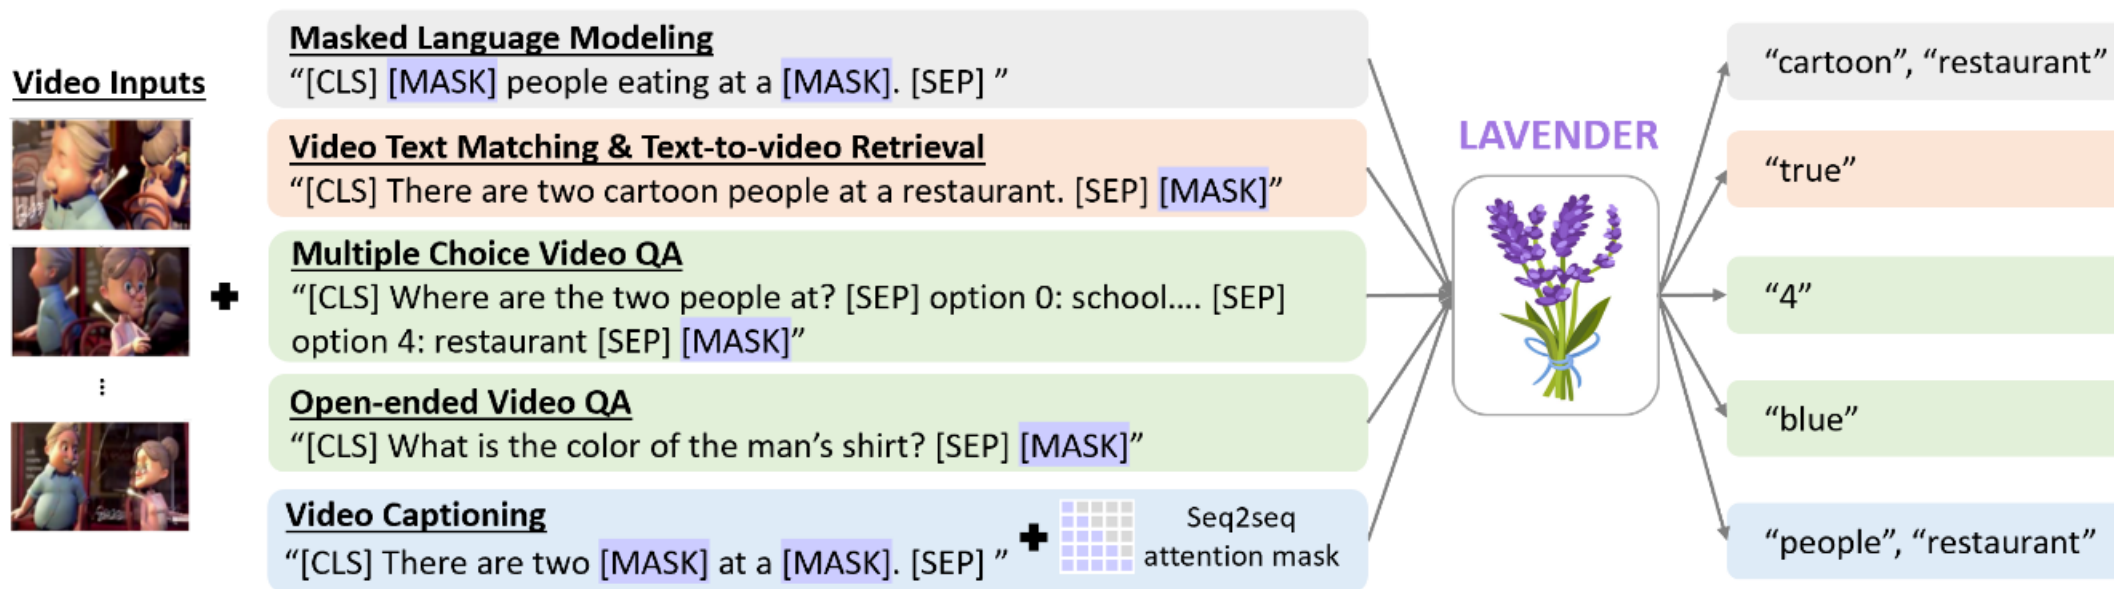 Video Inputs
Masked Language Modeling
“[CLS] [MASK] people eating at a [MASK]. [SEP] ”
Video Text Matching & Text-to-video Retrieval
“[CLS] There are two cartoon people at a restaurant. [SEP] [MASK]”
Multiple Choice Video QA
“[CLS] Where are the two people at? [SEP] option 0: school.... [SEP]
option 4: restaurant [SEP] [MASK]”
Open-ended Video QA
“[CLS] What is the color of the man’s shirt? [SEP] [MASK]”
Video Captioning
“[CLS] There are two [MASK] at a [MASK]. [SEP] ”
Seq2seq
attention mask
LAVENDER
“cartoon”, “restaurant”
“true”
“4”
“blue”
“people”, “restaurant”